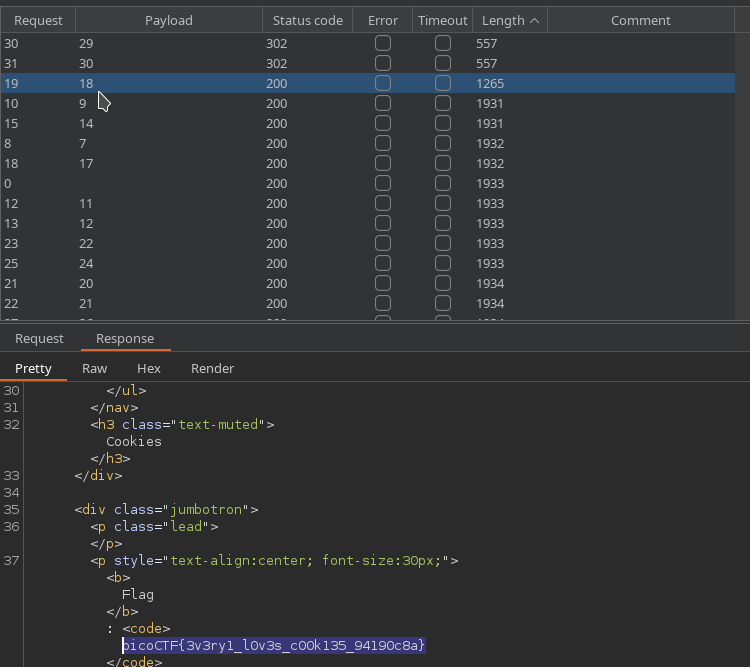 Request Payload Status code Error Timeout Length Comment
30 29 302 557
31 30 302 557
19 18 200 1265
10 9 200 1931
15 14 200 1931
8 7 200 1932
18 17 200 1932
0 200 1933
12 11 200 1933
13 12 200 1933
23 22 200 1933
25 24 200 1933
21 20 200 1934
22 21 200 1934
Request Response
Pretty Raw Hex Render
30 </ul>
31 </nav>
32 <h3 class="text-muted">
Cookies
</h3>
33 </div>
34
35 <div class="jumbotron">
36 <p class="lead">
</p>
37 <p style="text-align:center; font-size:30px;">
<b>
Flag
</b>
: <code>
picoCTF{3v3ry1_l0v3s_c00k135_94190c8a}
</code>